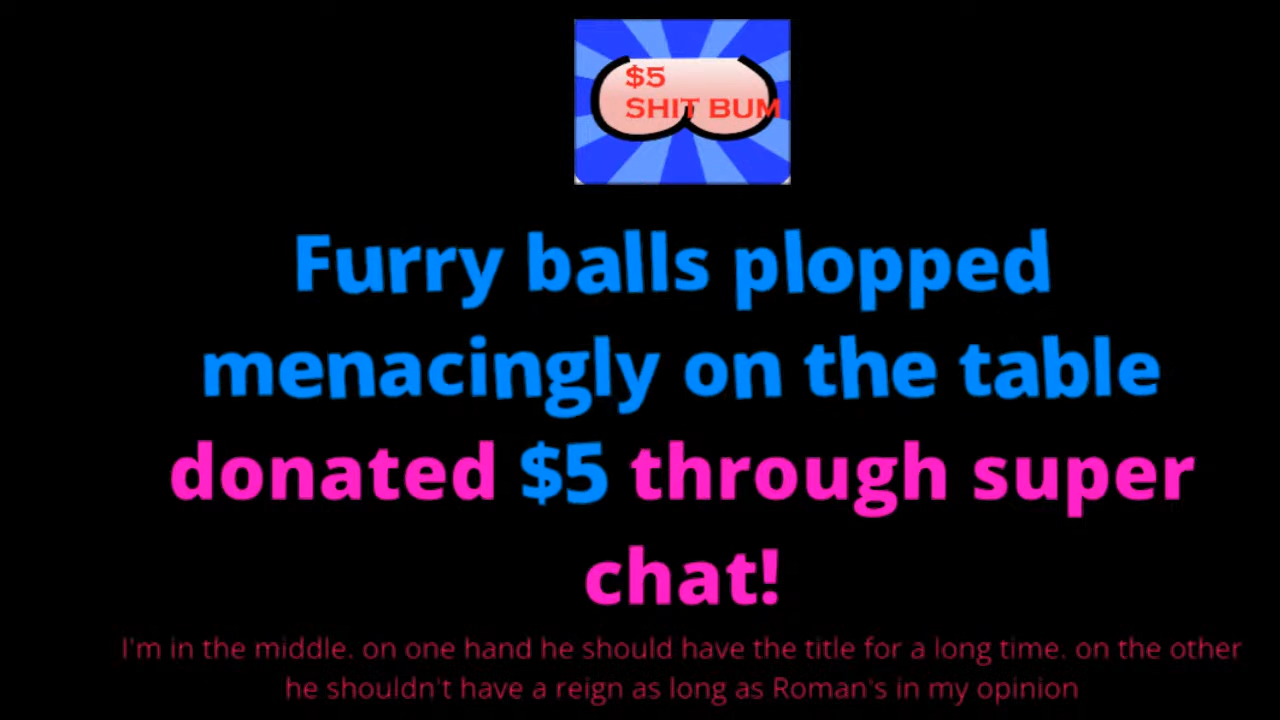 $5
SHIT BUM
Furry balls plopped
menacingly on the table
donated $5 through super
chat!
I'm in the middle. on one hand he should have the title for a long time. on the other
he shouldn't have a reign as long as Roman's in my opinion